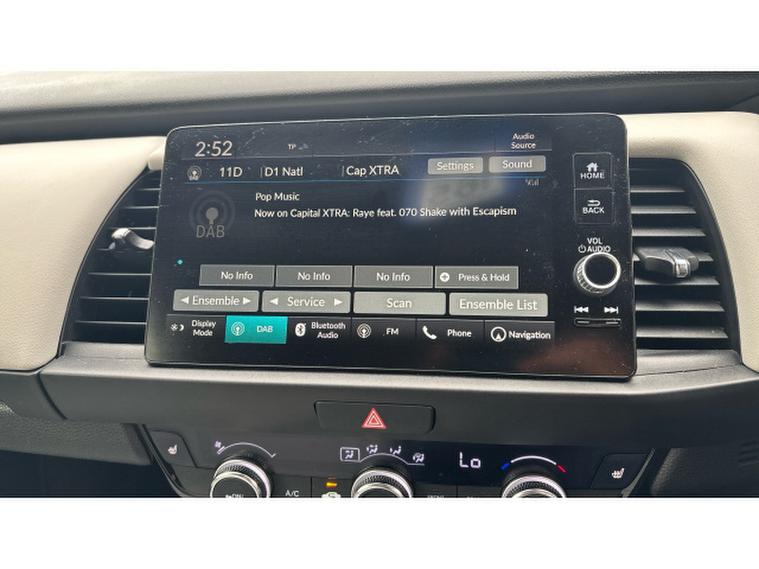 2:52 TP Audio Source
11D D1 Natl Cap XTRA Settings Sound
Pop Music
Now on Capital XTRA: Raye feat. 070 Shake with Escapism
DAB
No Info No Info No Info Press & Hold
Ensemble Service Scan Ensemble List
Display Mode DAB Bluetooth Audio FM Phone Navigation
HOME
BACK
VOL
AUDIO
Lo
A/C